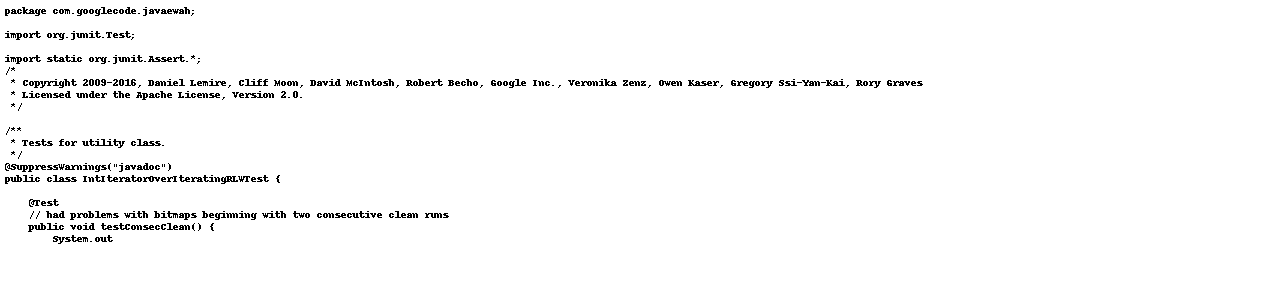 package com.googlecode.javaewah;
import org.junit.Test;
import static org.junit.Assert.*;
/*
 * Copyright 2009-2016, Daniel Lemire, Cliff Moon, David McIntosh, Robert Becho, Google Inc., Veronika Zenz, Owen Kaser, Gregory Ssi-Yan-Kai, Rory Graves
 * Licensed under the Apache License, Version 2.0.
 */
/**
 * Tests for utility class.
 */
@SuppressWarnings("javadoc")
public class IntIteratorOverIteratingRLWTest {
    @Test
    // had problems with bitmaps beginning with two consecutive clean runs
    public void testConsecClean() {
        System.out